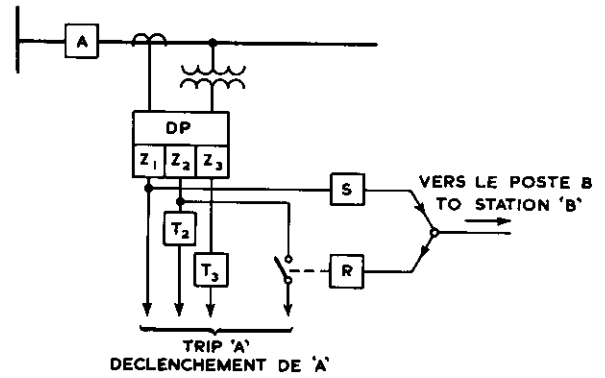 A
DP
Z1 Z2 Z3
S
VERS LE POSTE B
TO STATION 'B'
T2
T3
R
TRIP 'A'
DECLENCHEMENT DE 'A'